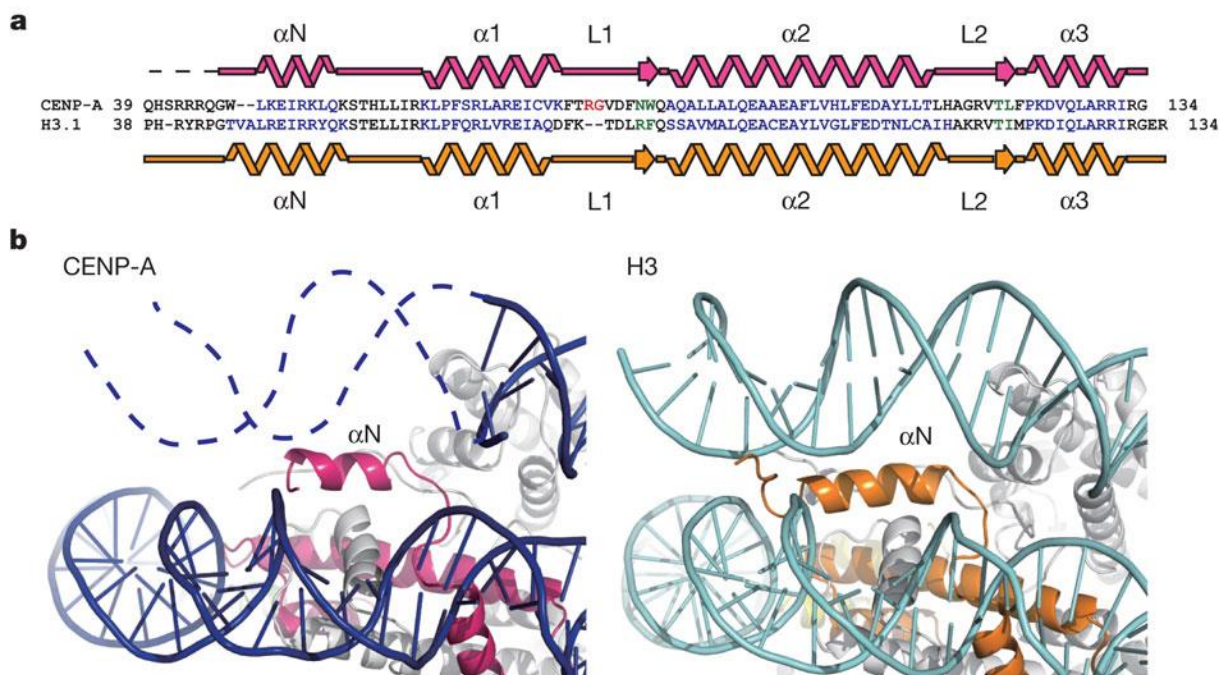 a
αN α1 L1 α2 L2 α3
CENP-A 39 QHSRRRQGW--LKEIRKLQKSTHLLIRKLPFSRLAREICVKFTRGVDFNWQAQALLALQEAAEAFLVHLFEDAYLLTLHAGRVTLFPKDVQLARRIRG 134
H3.1 38 PH-RYRPGTVALREIRRYQKSTELLIRKLPFQRLVREIAQDFK--TDLRFQSSAVMALQEACEAYLVGLFEDTNLCAIHAKRVTIMPKDIQLARRIRGER 134
αN α1 L1 α2 L2 α3
b
CENP-A H3
αN αN